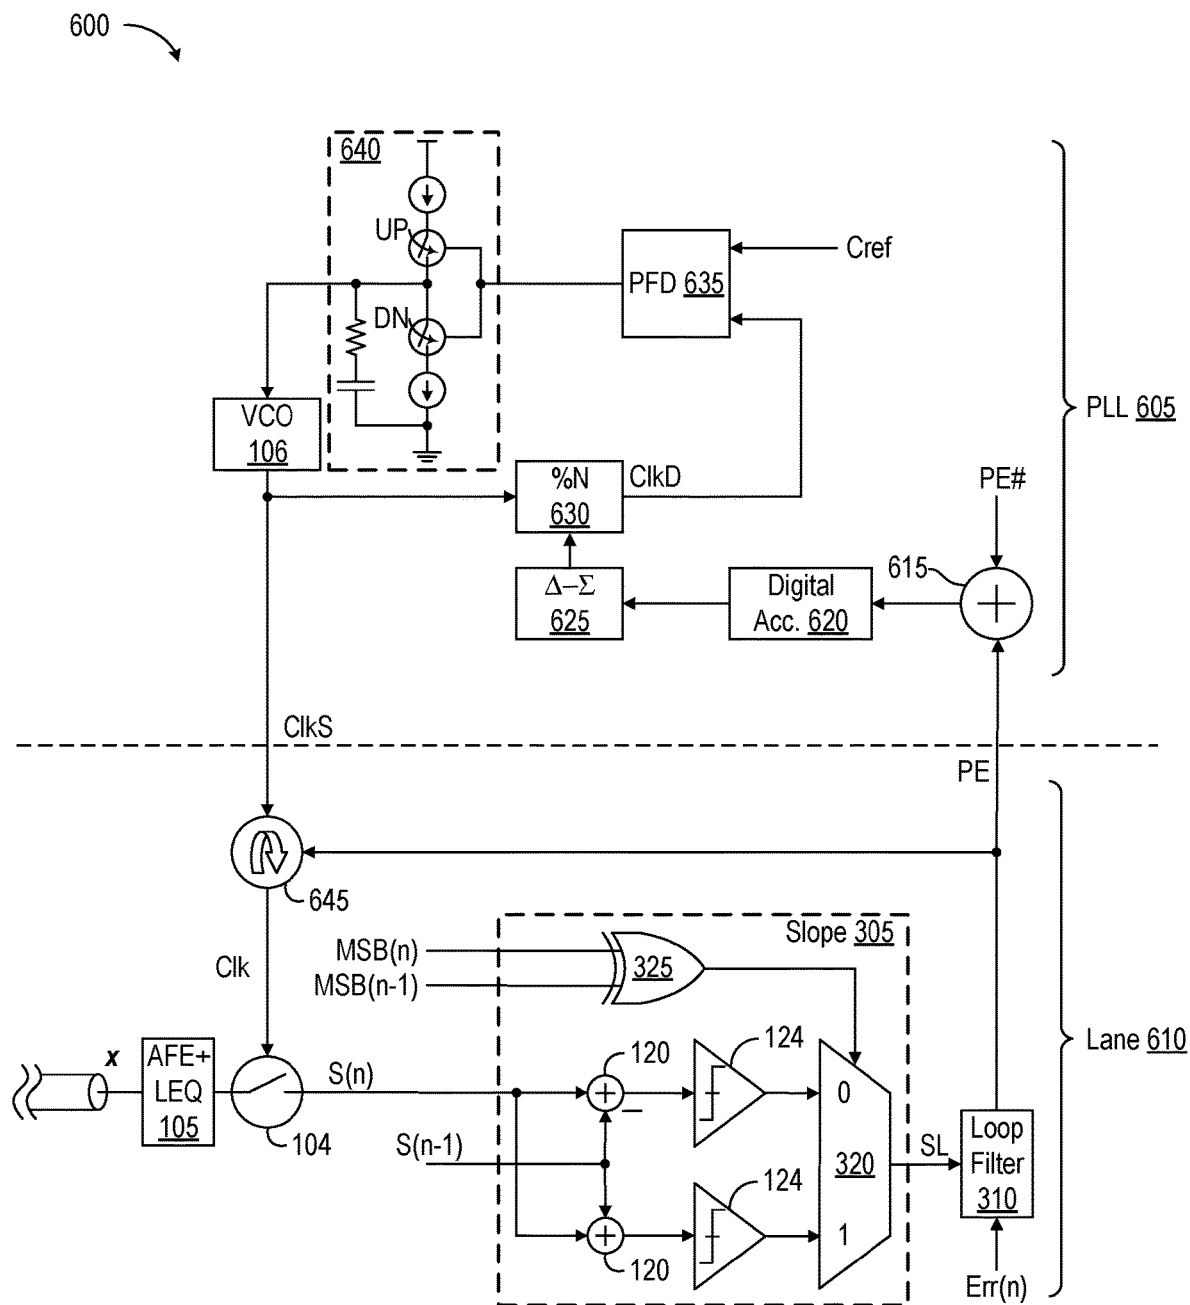 600
640
UP
DN
PFD 635
Cref
VCO
106
%N
630
ClkD
PLL 605
PE#
615
Δ–Σ
625
Digital
Acc. 620
ClkS
PE
645
Clk
MSB(n)
MSB(n-1)
325
Slope 305
x
AFE+
LEQ
105
104
S(n)
S(n-1)
120
124
0
320
1
120
124
SL
Loop
Filter
310
Err(n)
Lane 610